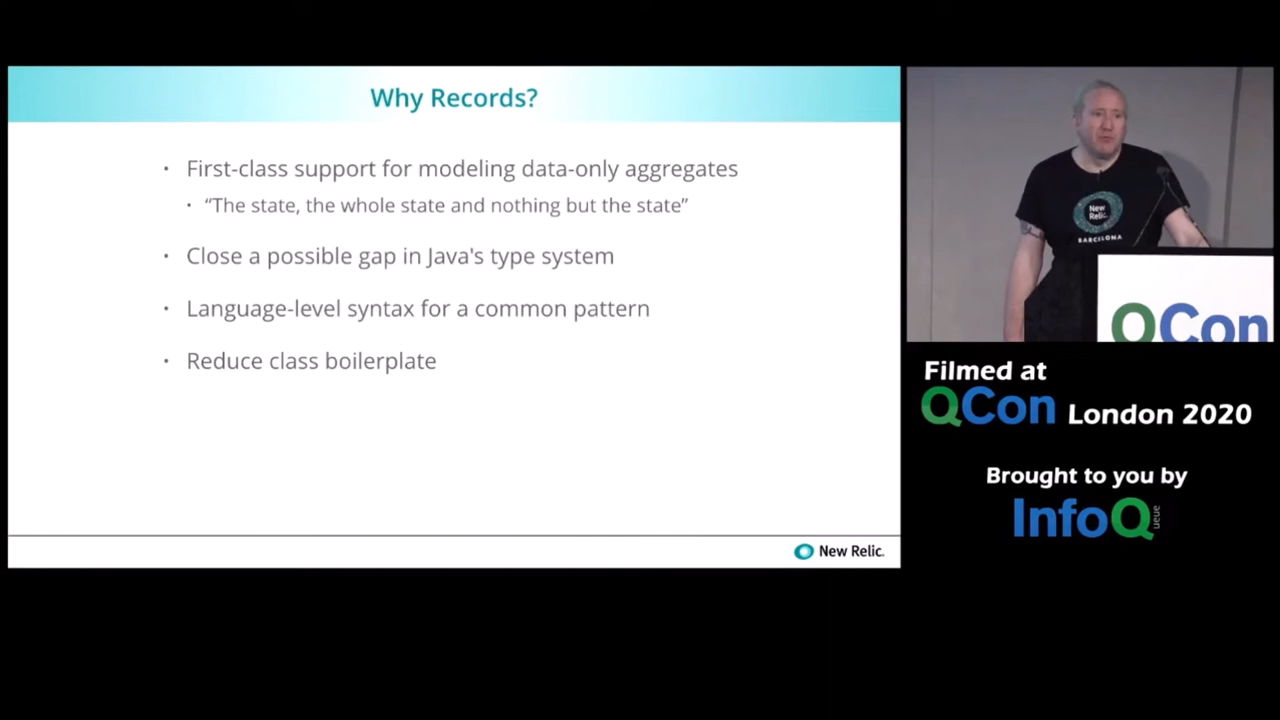 Why Records?
· First-class support for modeling data-only aggregates
· “The state, the whole state and nothing but the state”
· Close a possible gap in Java's type system
· Language-level syntax for a common pattern
· Reduce class boilerplate
New Relic.
New
Relic.
BARCELONA
QCon
Filmed at
QCon London 2020
Brought to you by
InfoQ
ueue